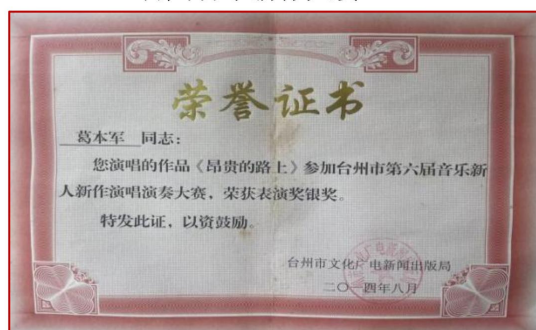 荣誉证书
葛本军 同志：
您演唱的作品《昂贵的路上》参加台州市第六届音乐新
人新作演唱演奏大赛，荣获表演奖银奖。
特发此证，以资鼓励。
台州市文化广电新闻出版局
二〇一四年八月